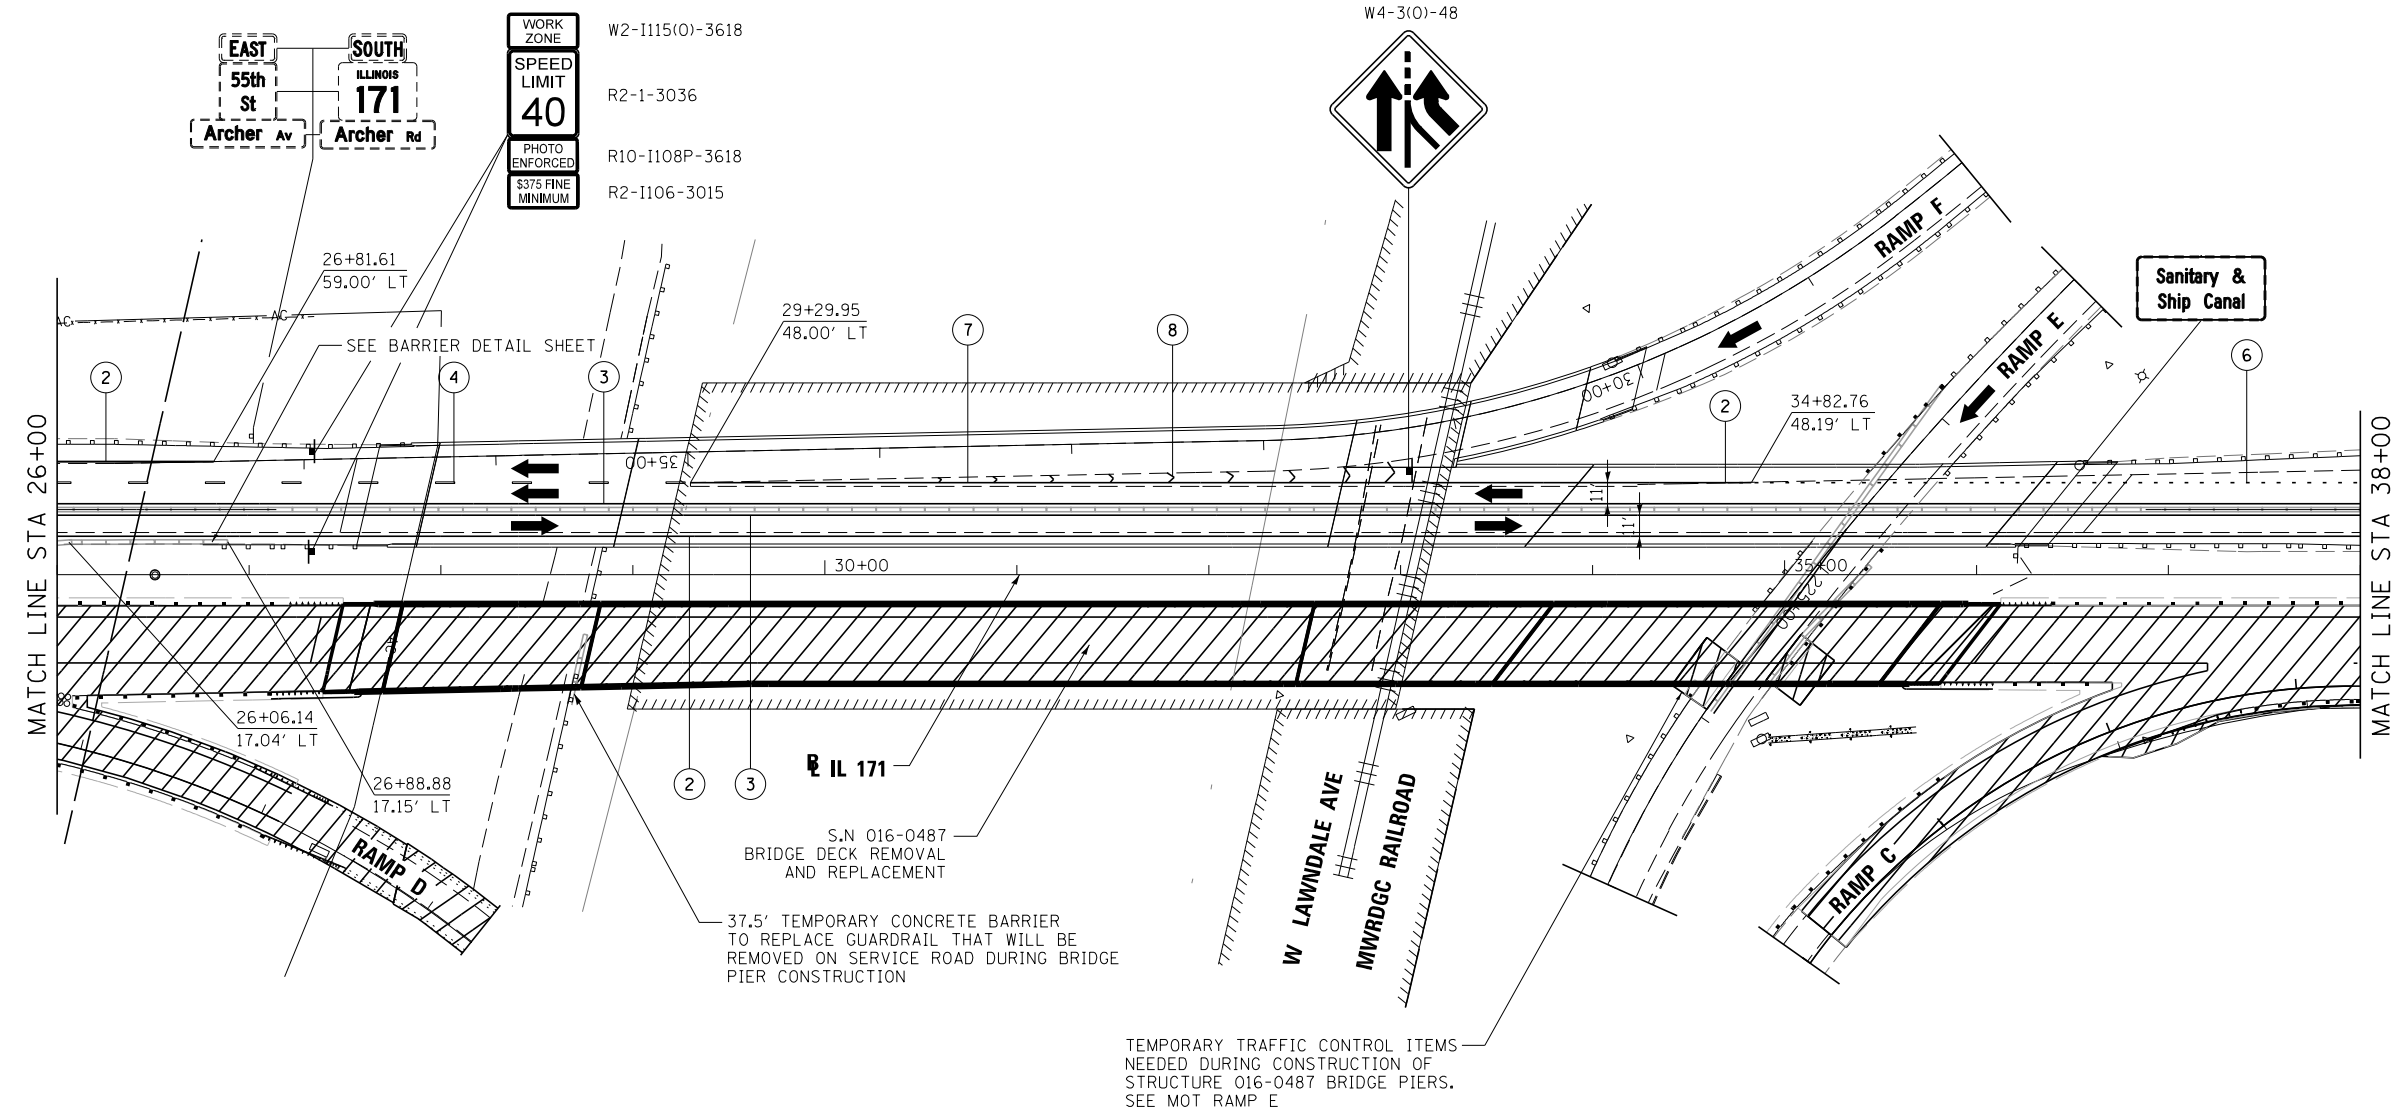 W4-3(O)-48
WORK
ZONE
W2-I115(O)-3618
SPEED
LIMIT
40
R2-1-3036
PHOTO
ENFORCED
R10-I108P-3618
$375 FINE
MINIMUM
R2-I106-3015
EAST
SOUTH
55th
St
ILLINOIS
171
Archer Av
Archer Rd
RAMP F
RAMP E
Sanitary &
Ship Canal
26+81.61
59.00' LT
AC
AC
SEE BARRIER DETAIL SHEET
29+29.95
48.00' LT
34+82.76
48.19' LT
2
4
3
7
8
2
6
30+00
35+00
11'
11'
MATCH LINE STA 26+00
MATCH LINE STA 38+00
30+00
35+00
225+00
26+06.14
17.04' LT
26+88.88
17.15' LT
2
3
RAMP D
RAMP C
IL 171
S.N 016-0487
BRIDGE DECK REMOVAL
AND REPLACEMENT
W LAWNDALE AVE
MWRDGC RAILROAD
37.5' TEMPORARY CONCRETE BARRIER
TO REPLACE GUARDRAIL THAT WILL BE
REMOVED ON SERVICE ROAD DURING BRIDGE
PIER CONSTRUCTION
TEMPORARY TRAFFIC CONTROL ITEMS
NEEDED DURING CONSTRUCTION OF
STRUCTURE 016-0487 BRIDGE PIERS.
SEE MOT RAMP E